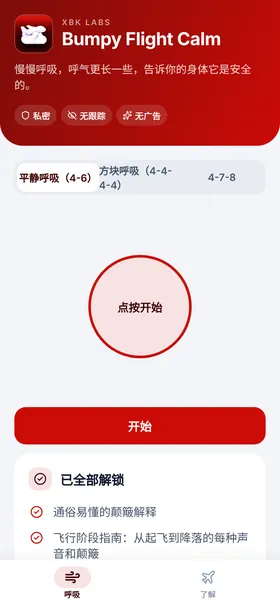 XBK LABS
Bumpy Flight Calm
慢慢呼吸，呼气更长一些，告诉你的身体它是安全
的。
私密
无跟踪
无广告
平静呼吸（4-6）
方块呼吸（4-4-
4-4）
4-7-8
点按开始
开始
已全部解锁
通俗易懂的颠簸解释
飞行阶段指南：从起飞到降落的每种声
音和颠簸
呼吸
了解